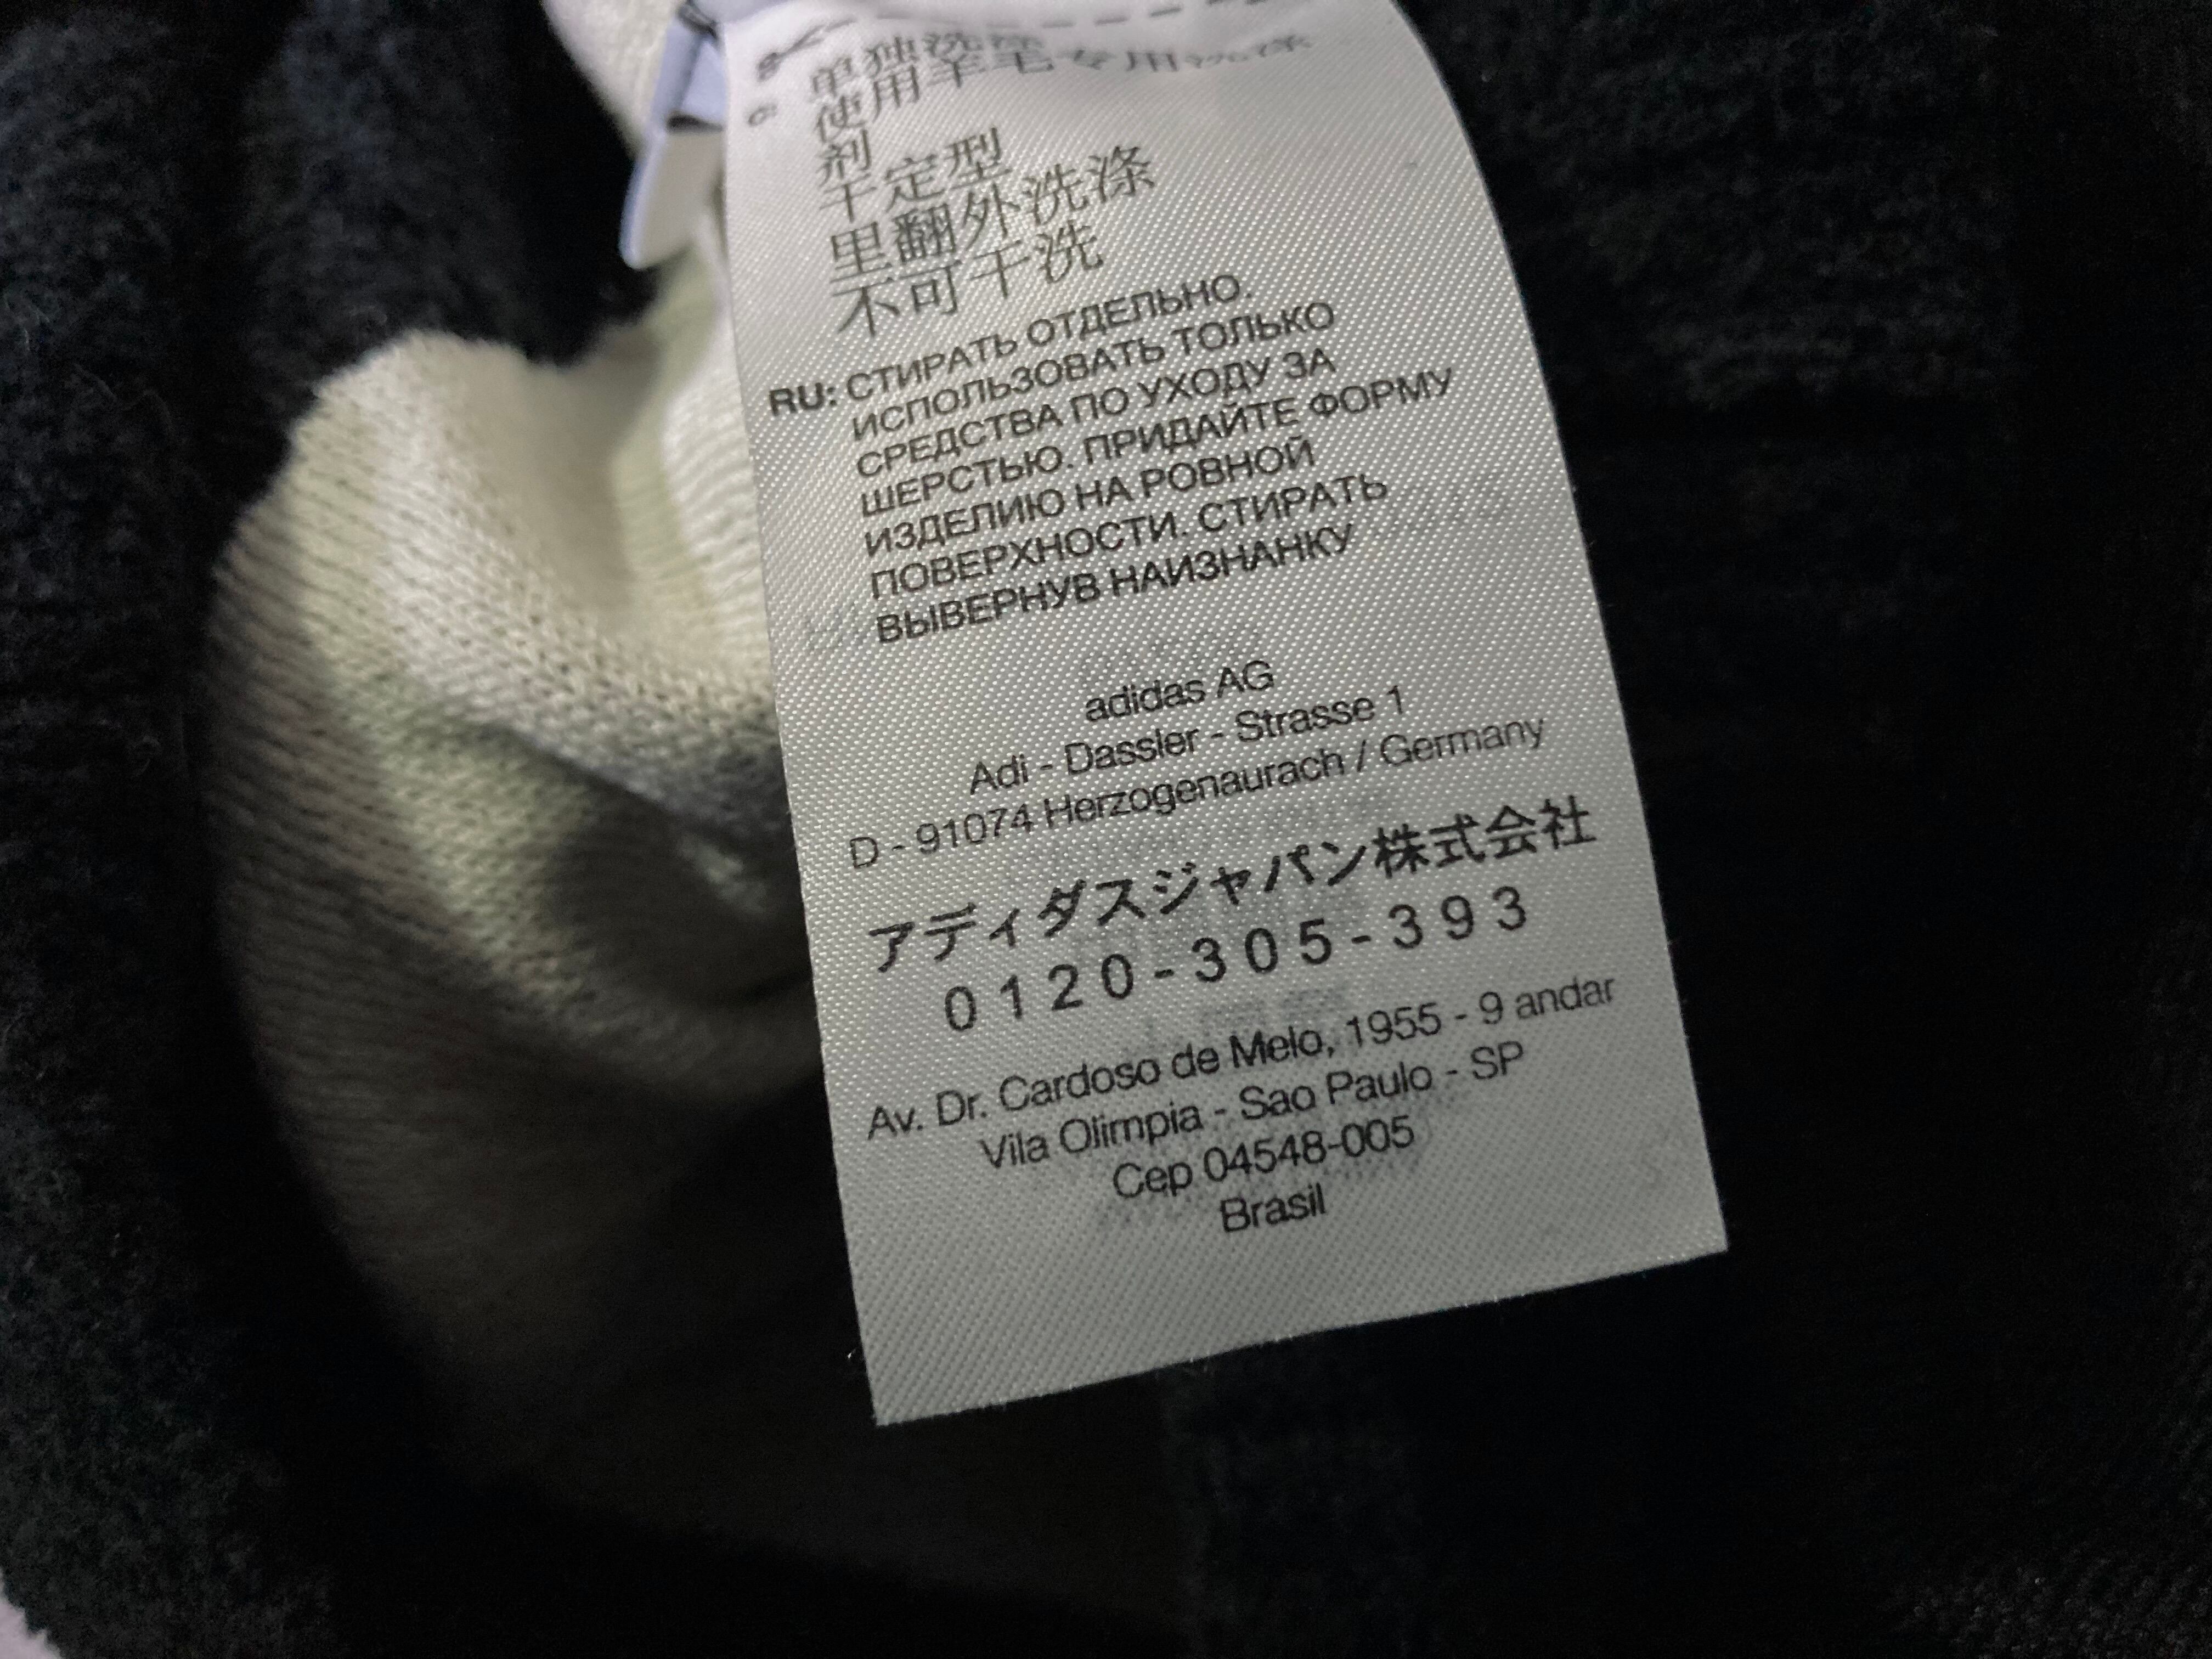 单独洗涤
使用羊毛专用洗涤
剂
平定型
里翻外洗涤
不可干洗
RU: СТИРАТЬ ОТДЕЛЬНО.
ИСПОЛЬЗОВАТЬ ТОЛЬКО
СРЕДСТВА ПО УХОДУ ЗА
ШЕРСТЬЮ. ПРИДАЙТЕ ФОРМУ
ИЗДЕЛИЮ НА РОВНОЙ
ПОВЕРХНОСТИ. СТИРАТЬ
ВЫВЕРНУВ НАИЗНАНКУ
adidas AG
Adi - Dassler - Strasse 1
D - 91074 Herzogenaurach / Germany
アディダスジャパン株式会社
0120-305-393
Av. Dr. Cardoso de Melo, 1955 - 9 andar
Vila Olimpia - Sao Paulo - SP
Cep 04548-005
Brasil